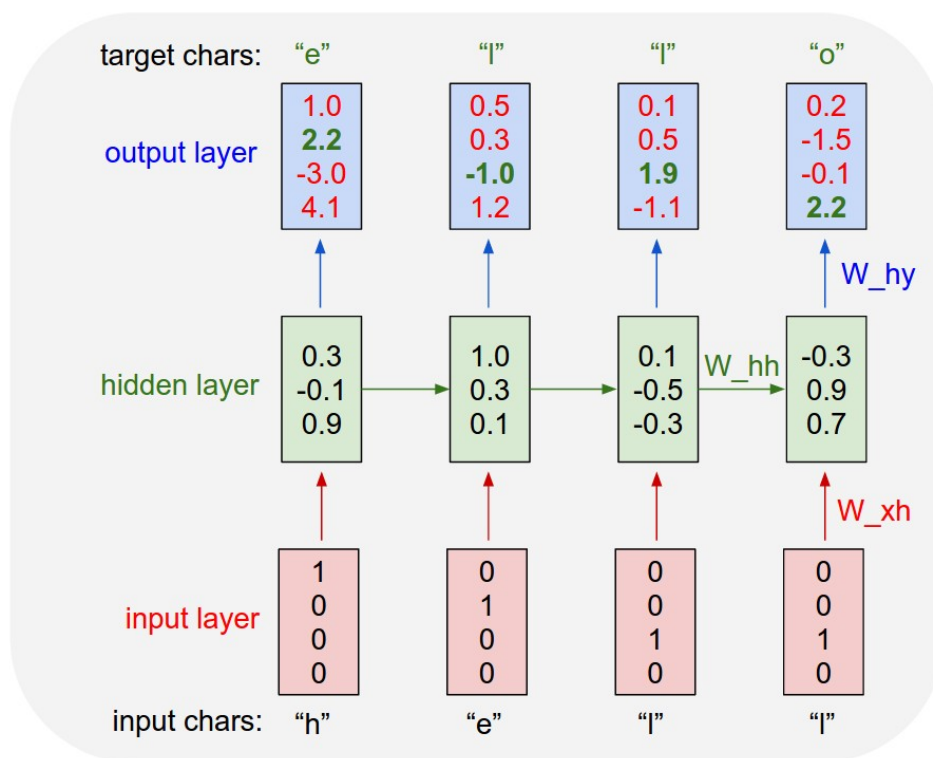 target chars: “e” “l” “l” “o”
output layer
1.0 0.5 0.1 0.2
2.2 0.3 0.5 -1.5
-3.0 -1.0 1.9 -0.1
4.1 1.2 -1.1 2.2
W_hy
hidden layer
0.3 1.0 0.1 W_hh -0.3
-0.1 0.3 -0.5 0.9
0.9 0.1 -0.3 0.7
W_xh
input layer
1 0 0 0
0 1 0 0
0 0 1 1
0 0 0 0
input chars: “h” “e” “l” “l”